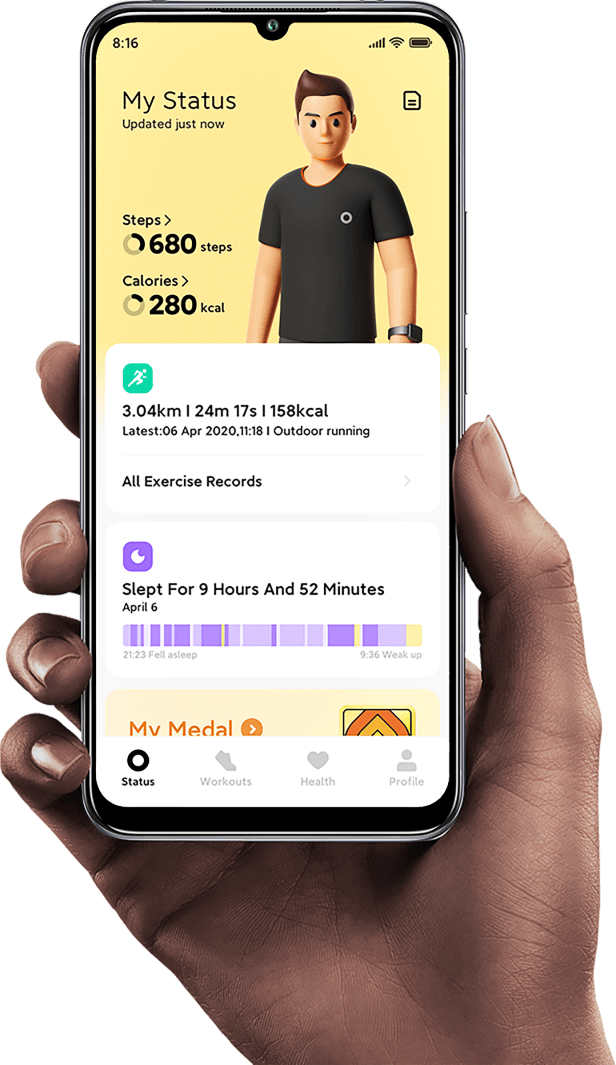 8:16
My Status
Updated just now
Steps >
680 steps
Calories >
280 kcal
3.04km I 24m 17s I 158kcal
Latest:06 Apr 2020,11:18 I Outdoor running
All Exercise Records >
Slept For 9 Hours And 52 Minutes
April 6
21:23 Fell asleep 9:36 Weak up
My Medal >
Status Workouts Health Profile